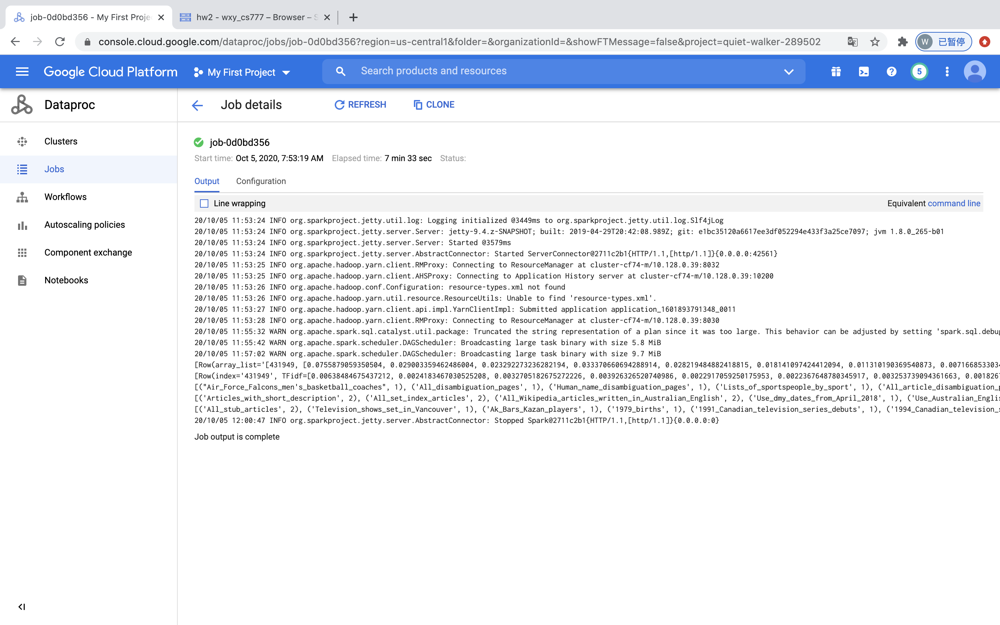 job-0d0bd356 - My First Proje
hw2 - wxy_cs777 – Browser – S
console.cloud.google.com/dataproc/jobs/job-0d0bd356?region=us-central1&folder=&organizationId=&showFTMessage=false&project=quiet-walker-289502
W 已暂停
Google Cloud Platform
My First Project
Search products and resources
5
Dataproc
Job details
REFRESH
CLONE
Clusters
Jobs
Workflows
Autoscaling policies
Component exchange
Notebooks
job-0d0bd356
Start time: Oct 5, 2020, 7:53:19 AM Elapsed time: 7 min 33 sec Status:
Output
Configuration
Line wrapping
Equivalent command line
20/10/05 11:53:24 INFO org.sparkproject.jetty.util.log: Logging initialized @3449ms to org.sparkproject.jetty.util.log.Slf4jLog
20/10/05 11:53:24 INFO org.sparkproject.jetty.server.Server: jetty-9.4.z-SNAPSHOT; built: 2019-04-29T20:42:08.989Z; git: e1bc35120a6617ee3df052294e433f3a25ce7097; jvm 1.8.0_265-b01
20/10/05 11:53:24 INFO org.sparkproject.jetty.server.Server: Started @3579ms
20/10/05 11:53:24 INFO org.sparkproject.jetty.server.AbstractConnector: Started ServerConnector@2711c2b1{HTTP/1.1,[http/1.1]}{0.0.0.0:42561}
20/10/05 11:53:25 INFO org.apache.hadoop.yarn.client.RMProxy: Connecting to ResourceManager at cluster-cf74-m/10.128.0.39:8032
20/10/05 11:53:25 INFO org.apache.hadoop.yarn.client.AHSProxy: Connecting to Application History server at cluster-cf74-m/10.128.0.39:10200
20/10/05 11:53:26 INFO org.apache.hadoop.conf.Configuration: resource-types.xml not found
20/10/05 11:53:26 INFO org.apache.hadoop.yarn.util.resource.ResourceUtils: Unable to find 'resource-types.xml'.
20/10/05 11:53:27 INFO org.apache.hadoop.yarn.client.api.impl.YarnClientImpl: Submitted application application_1601893791348_0011
20/10/05 11:53:28 INFO org.apache.hadoop.yarn.client.RMProxy: Connecting to ResourceManager at cluster-cf74-m/10.128.0.39:8030
20/10/05 11:55:32 WARN org.apache.spark.sql.catalyst.util.package: Truncated the string representation of a plan since it was too large. This behavior can be adjusted by setting 'spark.sql.debug
20/10/05 11:55:42 WARN org.apache.spark.scheduler.DAGScheduler: Broadcasting large task binary with size 5.8 MiB
20/10/05 11:57:02 WARN org.apache.spark.scheduler.DAGScheduler: Broadcasting large task binary with size 9.7 MiB
[Row(array_list='[431949, [0.0755879059350504, 0.029003359462486004, 0.023292273236282194, 0.033370660694288914, 0.028219484882418815, 0.018141097424412094, 0.011310190369540873, 0.0071668533034
[Row(index='431949', TFidf=[0.00638484675437212, 0.0024183467030525208, 0.0032705182675272226, 0.003926326520740986, 0.0022917059250175953, 0.0022367648780345917, 0.003253739094361663, 0.001826
[("Air_Force_Falcons_men's_basketball_coaches", 1), ('All_disambiguation_pages', 1), ('Human_name_disambiguation_pages', 1), ('Lists_of_sportspeople_by_sport', 1), ('All_article_disambiguation_p
[('Articles_with_short_description', 2), ('All_set_index_articles', 2), ('All_Wikipedia_articles_written_in_Australian_English', 2), ('Use_dmy_dates_from_April_2018', 1), ('Use_Australian_Englis
[('All_stub_articles', 2), ('Television_shows_set_in_Vancouver', 1), ('Ak_Bars_Kazan_players', 1), ('1979_births', 1), ('1991_Canadian_television_series_debuts', 1), ('1994_Canadian_television_s
20/10/05 12:00:47 INFO org.sparkproject.jetty.server.AbstractConnector: Stopped Spark@2711c2b1{HTTP/1.1,[http/1.1]}{0.0.0.0:0}
Job output is complete